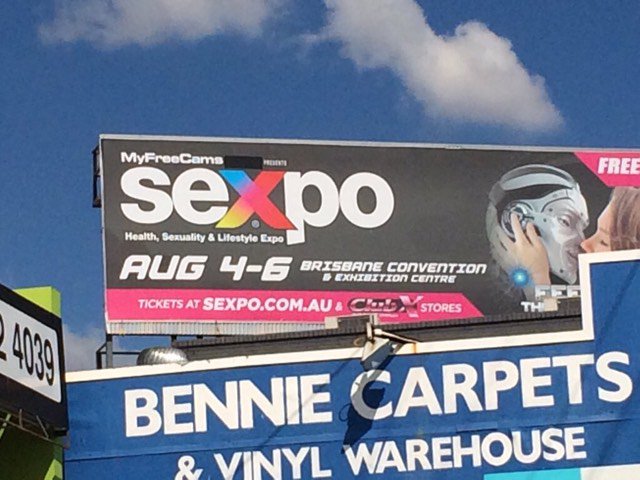 MyFreeCams PRESENTS
FREE
sexpo
®
Health, Sexuality & Lifestyle Expo
AUG 4-6 BRISBANE CONVENTION
& EXHIBITION CENTRE
TICKETS AT SEXPO.COM.AU & ClubX STORES
2 4039
BENNIE CARPETS
& VINYL WAREHOUSE